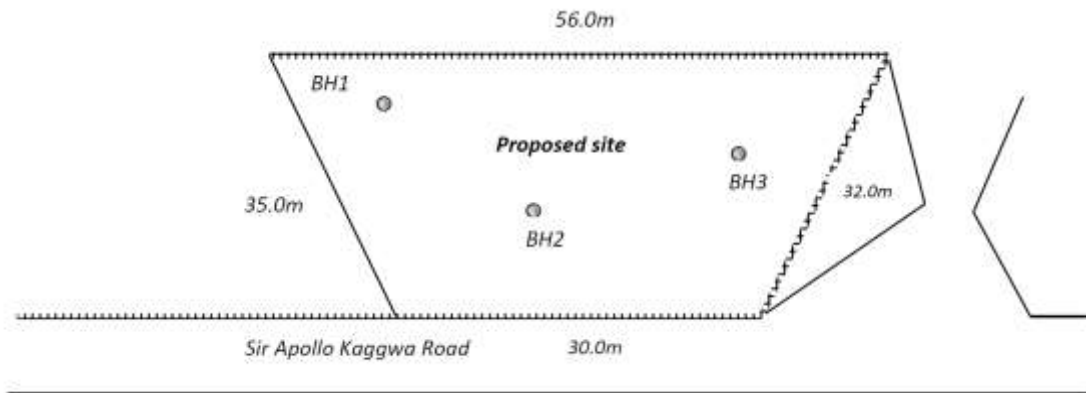 56.0m
BH1
Proposed site
BH3
32.0m
35.0m
BH2
Sir Apollo Kaggwa Road
30.0m